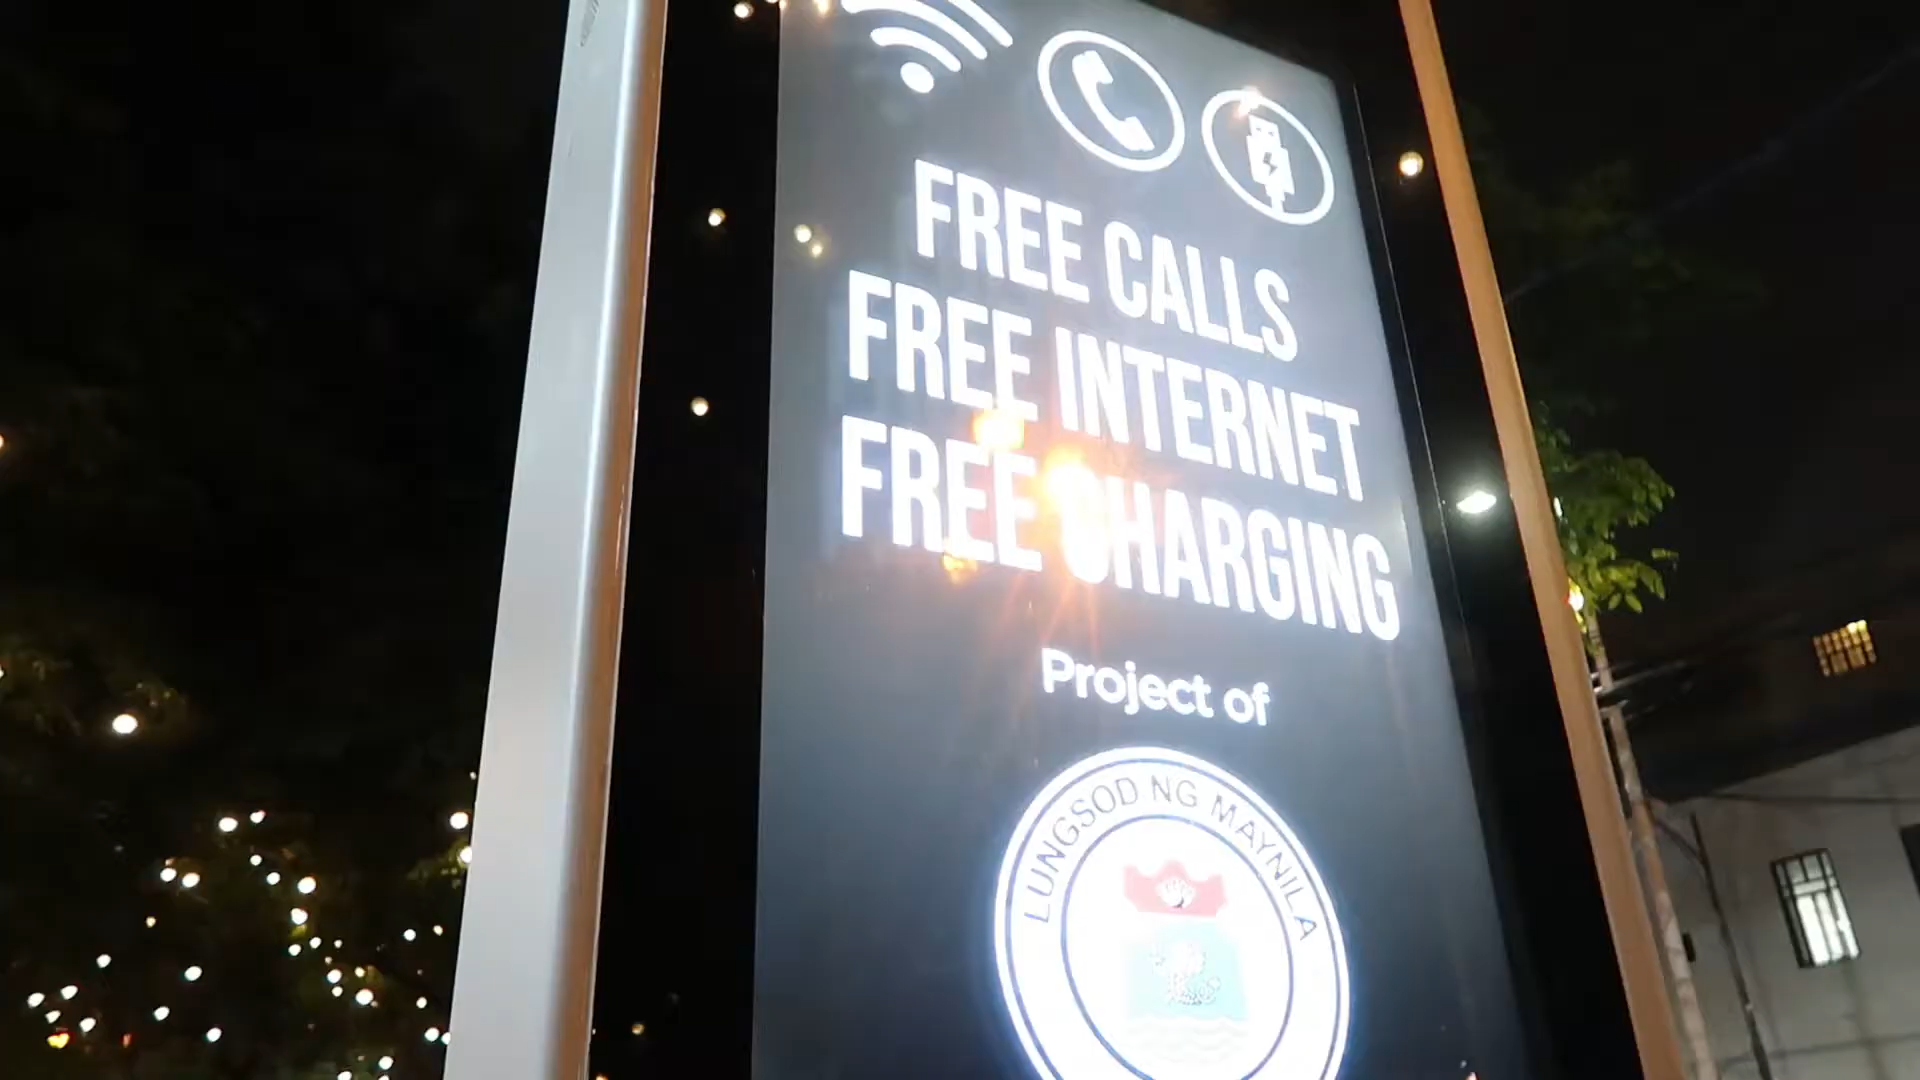 FREE CALLS
FREE INTERNET
FREE CHARGING
Project of
LUNGSOD NG MAYNILA